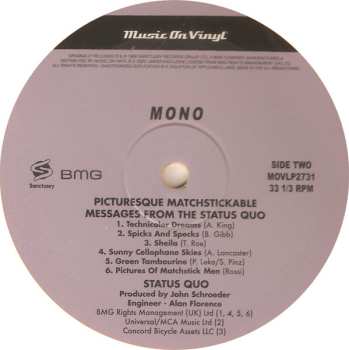 Music On Vinyl
MONO
Sanctuary
BMG
SIDE TWO
MOVLP2731
33 1/3 RPM
PICTURESQUE MATCHSTICKABLE
MESSAGES FROM THE STATUS QUO
1. Technicolor Dreams (A. King)
2. Spicks And Specks (B. Gibb)
3. Sheila (T. Roe)
4. Sunny Cellophane Skies (A. Lancaster)
5. Green Tambourine (P. Leka/S. Pinz)
6. Pictures Of Matchstick Men (Rossi)
STATUS QUO
Produced by John Schroeder
Engineer - Alan Florence
BMG Rights Management (UK) Ltd (1, 4, 5, 6)
Universal/MCA Music Ltd (2)
Concord Bicycle Assets LLC (3)